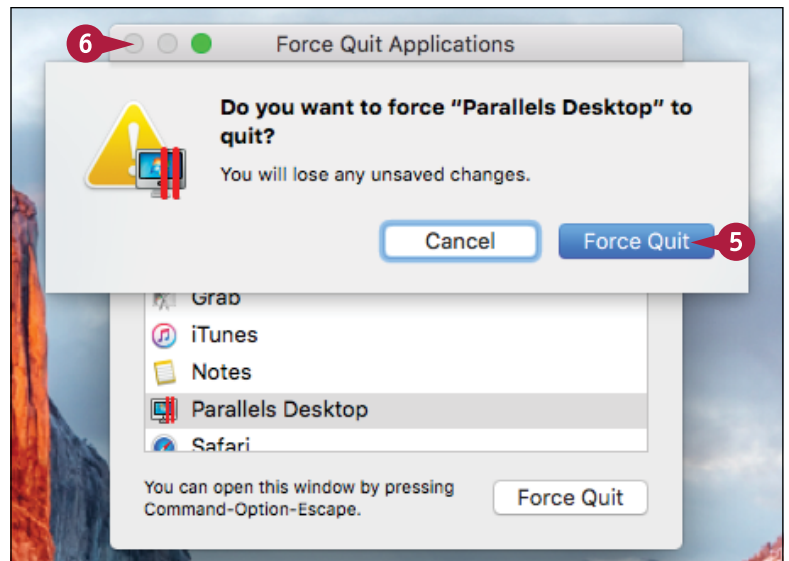 6
Force Quit Applications
Do you want to force “Parallels Desktop” to
quit?
You will lose any unsaved changes.
Cancel
Force Quit
5
Grab
iTunes
Notes
Parallels Desktop
Safari
You can open this window by pressing
Command-Option-Escape.
Force Quit